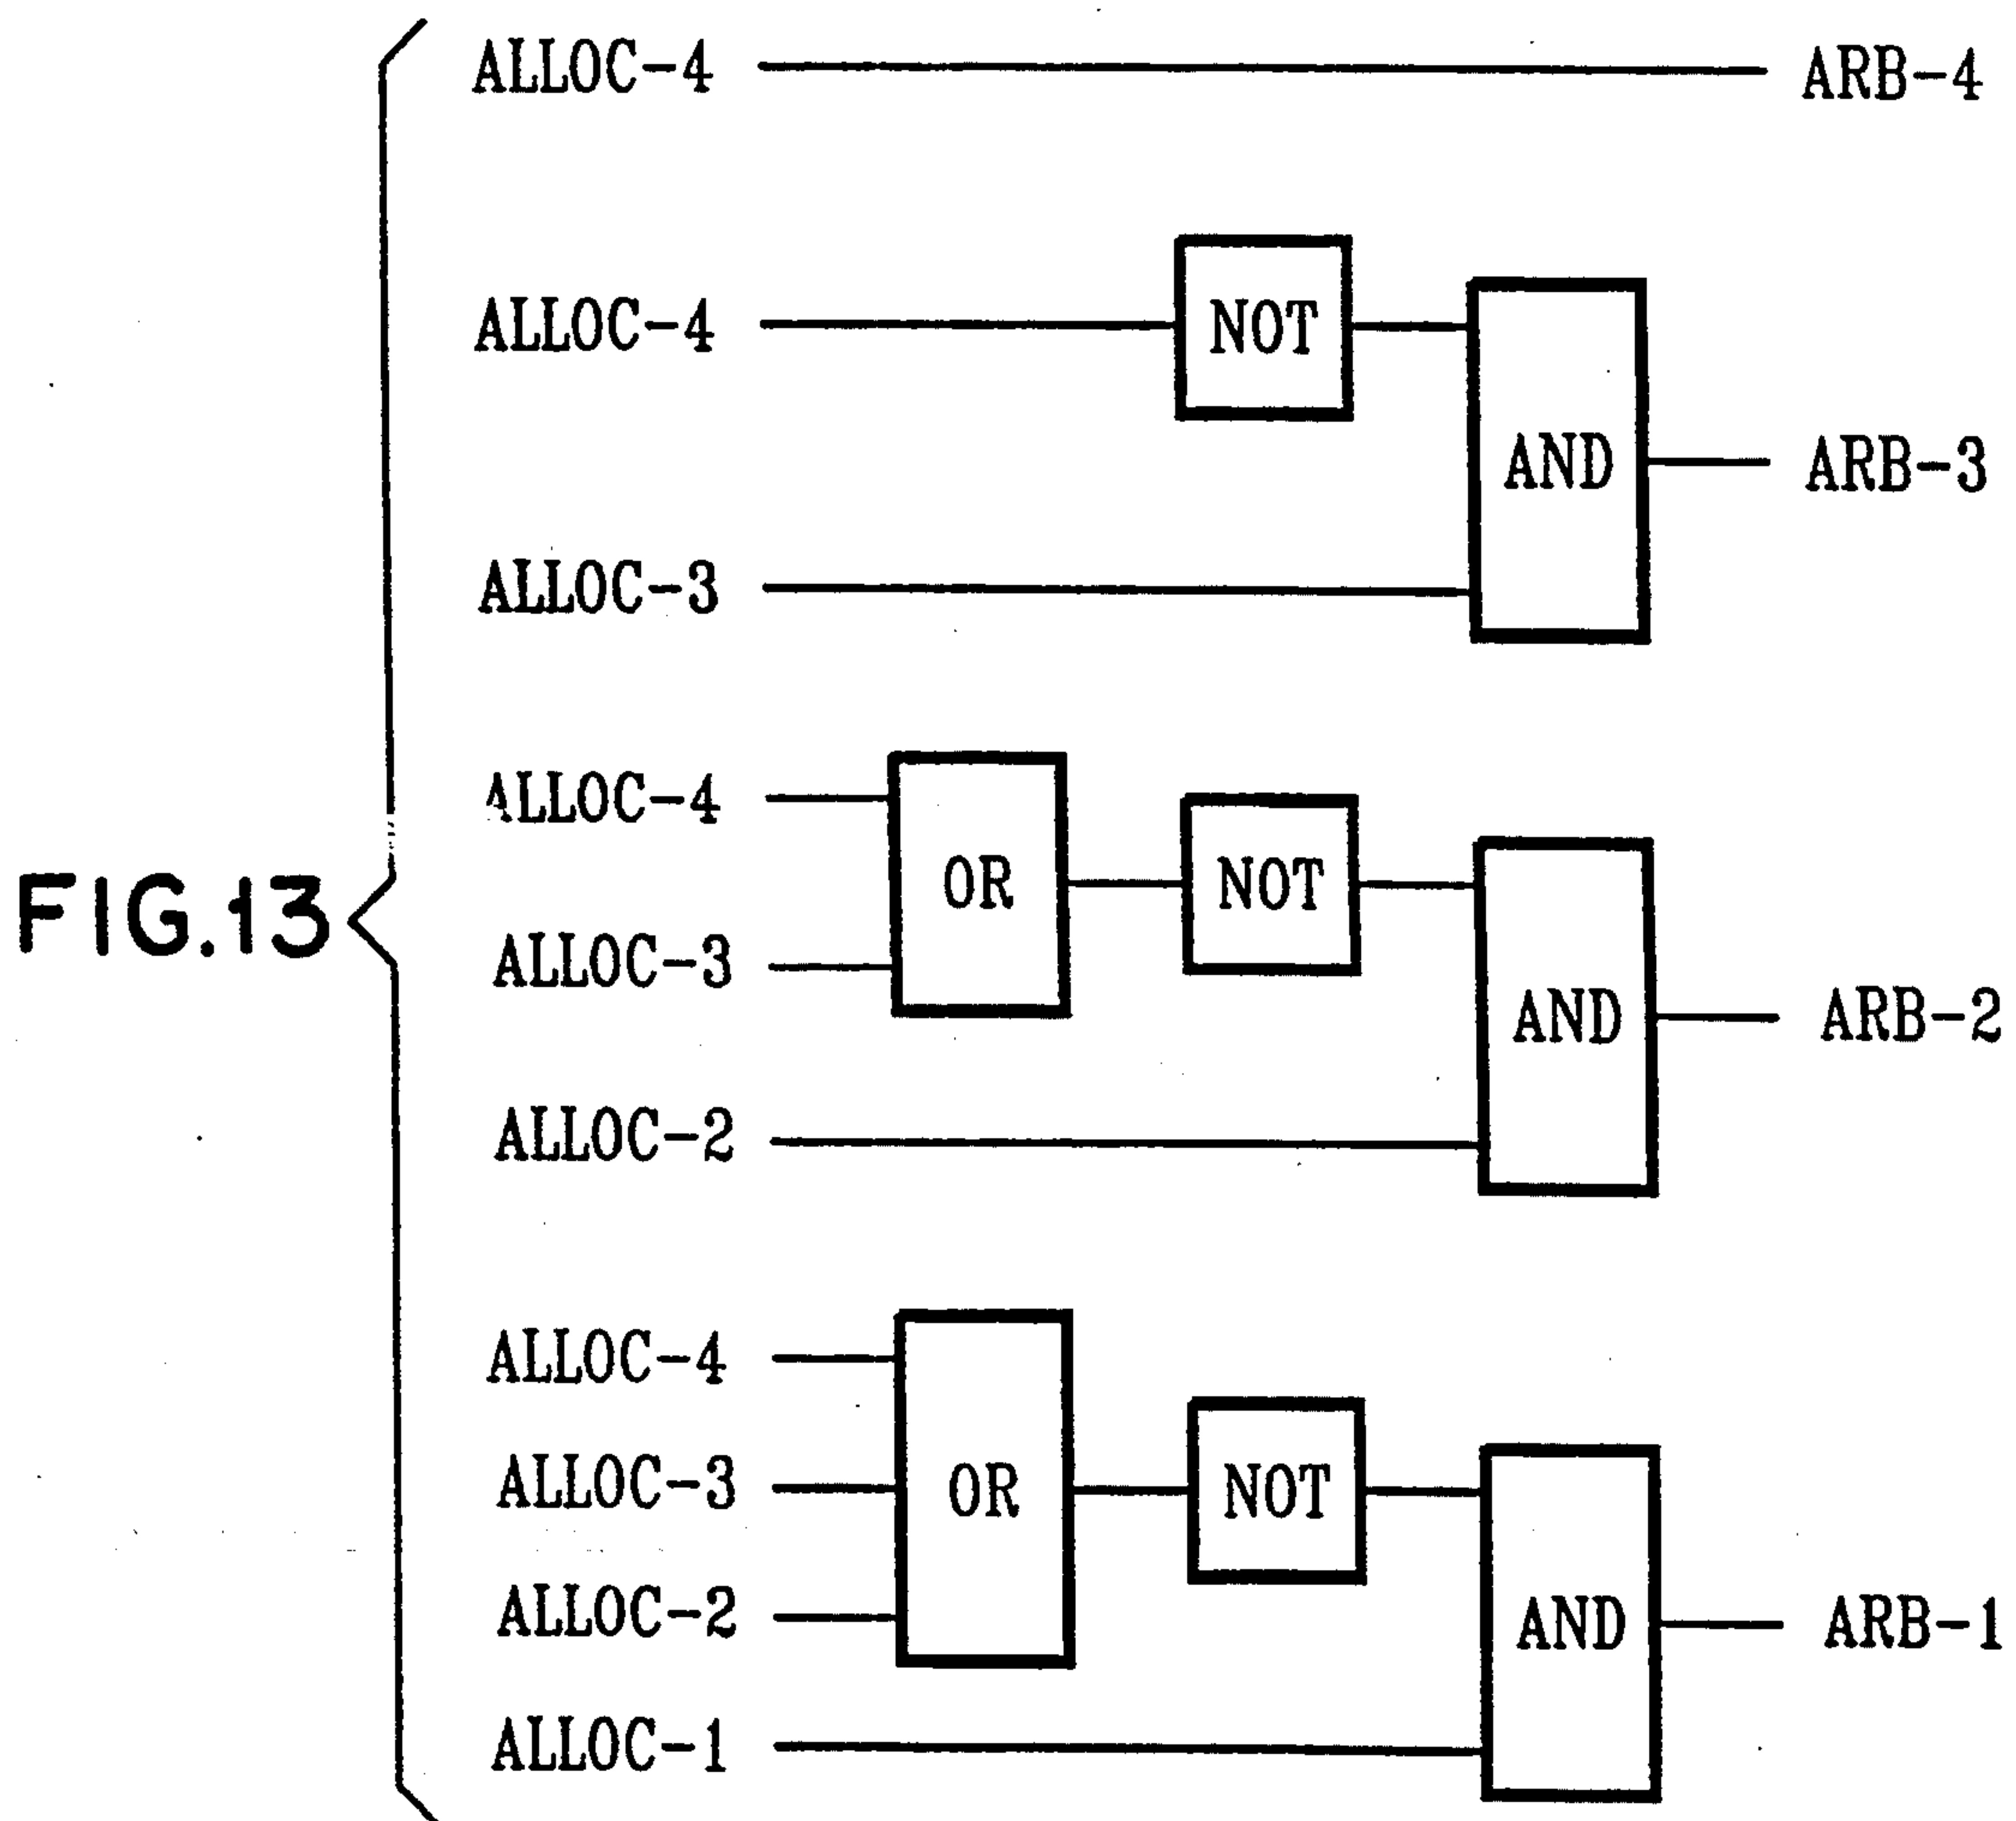 ALLOC-4 ARB-4
ALLOC-4 NOT
AND ARB-3
ALLOC-3
ALLOC-4
OR NOT
FIG.13
ALLOC-3
AND ARB-2
ALLOC-2
ALLOC-4
ALLOC-3 OR NOT
ALLOC-2 AND ARB-1
ALLOC-1